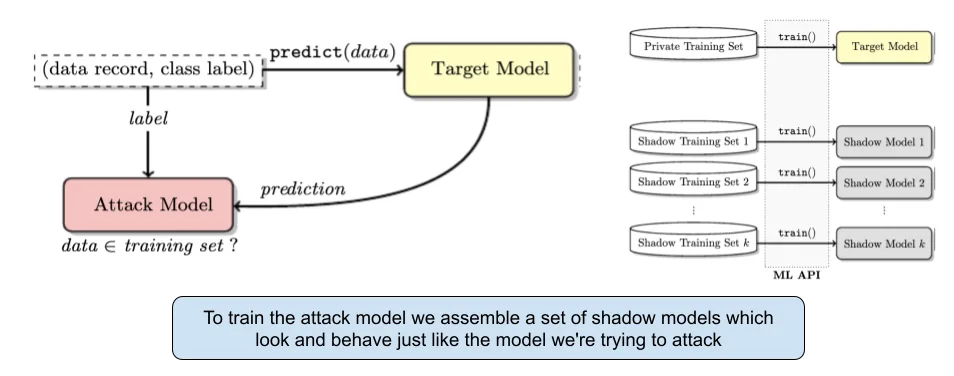 (data record, class label)
predict(data)
Target Model
label
prediction
Attack Model
data ∈ training set ?
Private Training Set
train()
Target Model
Shadow Training Set 1
train()
Shadow Model 1
Shadow Training Set 2
train()
Shadow Model 2
⋮
⋮
Shadow Training Set k
train()
Shadow Model k
ML API
To train the attack model we assemble a set of shadow models which
look and behave just like the model we're trying to attack